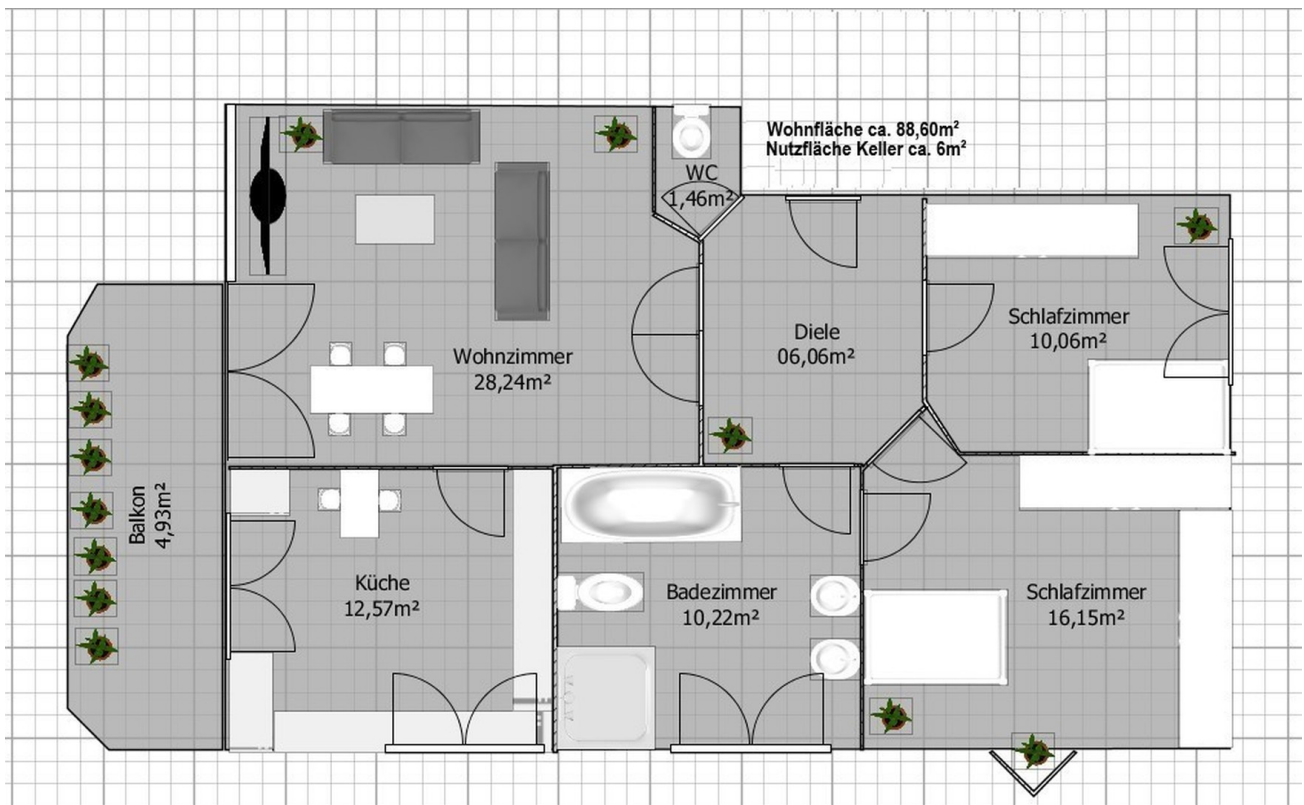 Wohnfläche ca. 88,60m²
Nutzfläche Keller ca. 6m²
WC
1,46m²
Schlafzimmer
10,06m²
Diele
06,06m²
Wohnzimmer
28,24m²
Balkon
4,93m²
Küche
12,57m²
Badezimmer
10,22m²
Schlafzimmer
16,15m²